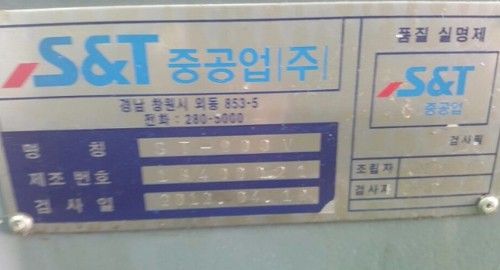 S&T 중공업(주)
경남 창원시 외동 853-5
전화 : 280-5000
형 칭
제조번호
검 사 일
품질 실명제
S&T
중공업
검사필
조립자
검사자